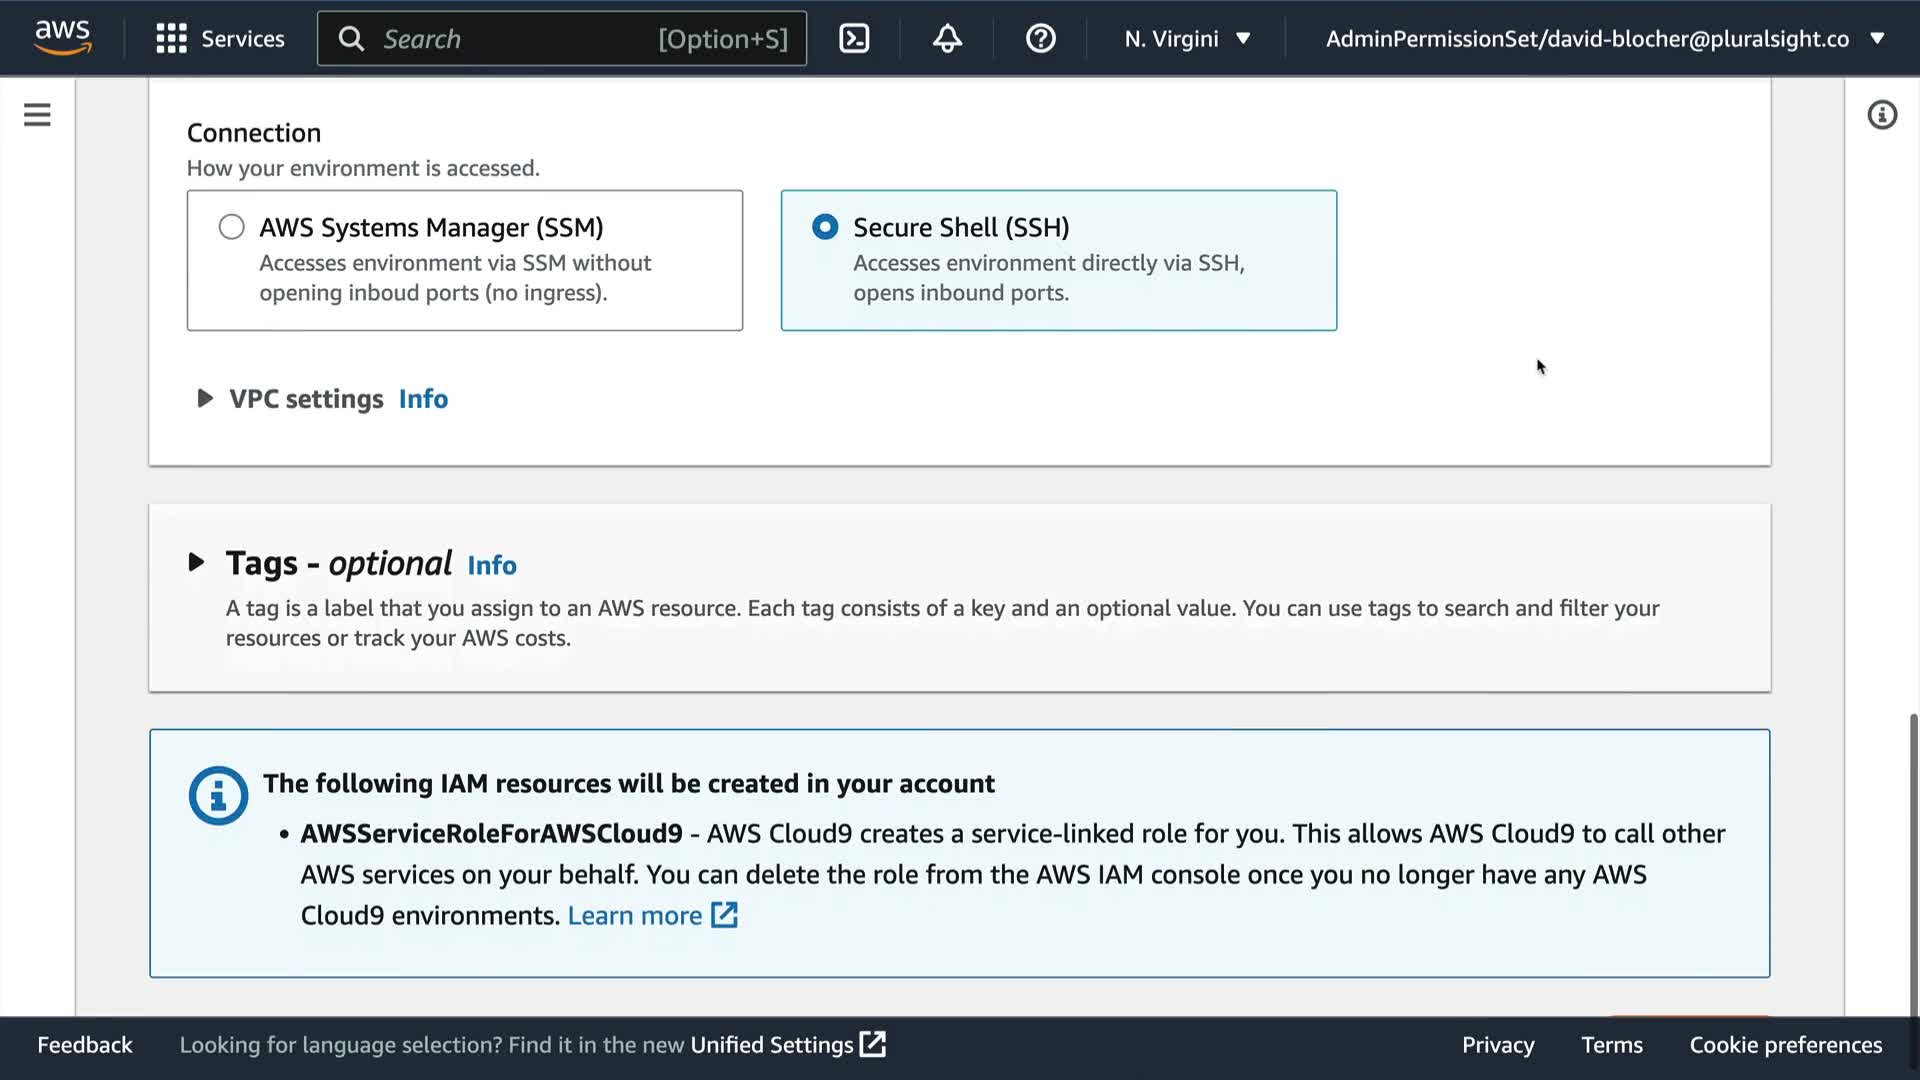 aws
Services
Search [Option+S]
N. Virgini
AdminPermissionSet/david-blocher@pluralsight.co
Connection
How your environment is accessed.
AWS Systems Manager (SSM)
Accesses environment via SSM without
opening inboud ports (no ingress).
Secure Shell (SSH)
Accesses environment directly via SSH,
opens inbound ports.
VPC settings Info
Tags - optional Info
A tag is a label that you assign to an AWS resource. Each tag consists of a key and an optional value. You can use tags to search and filter your
resources or track your AWS costs.
The following IAM resources will be created in your account
• AWSServiceRoleForAWSCloud9 - AWS Cloud9 creates a service-linked role for you. This allows AWS Cloud9 to call other
AWS services on your behalf. You can delete the role from the AWS IAM console once you no longer have any AWS
Cloud9 environments. Learn more
Feedback
Looking for language selection? Find it in the new Unified Settings
Privacy
Terms
Cookie preferences